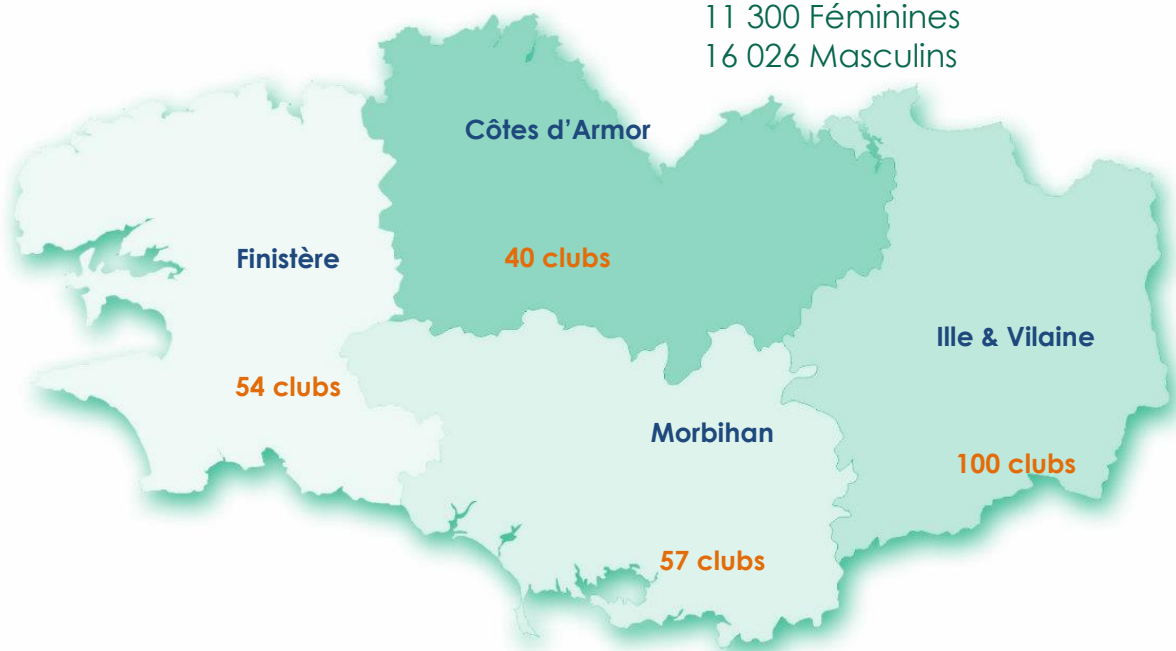 11 300 Féminines
16 026 Masculins
Côtes d'Armor
Finistère
40 clubs
Ille & Vilaine
54 clubs
Morbihan
100 clubs
57 clubs